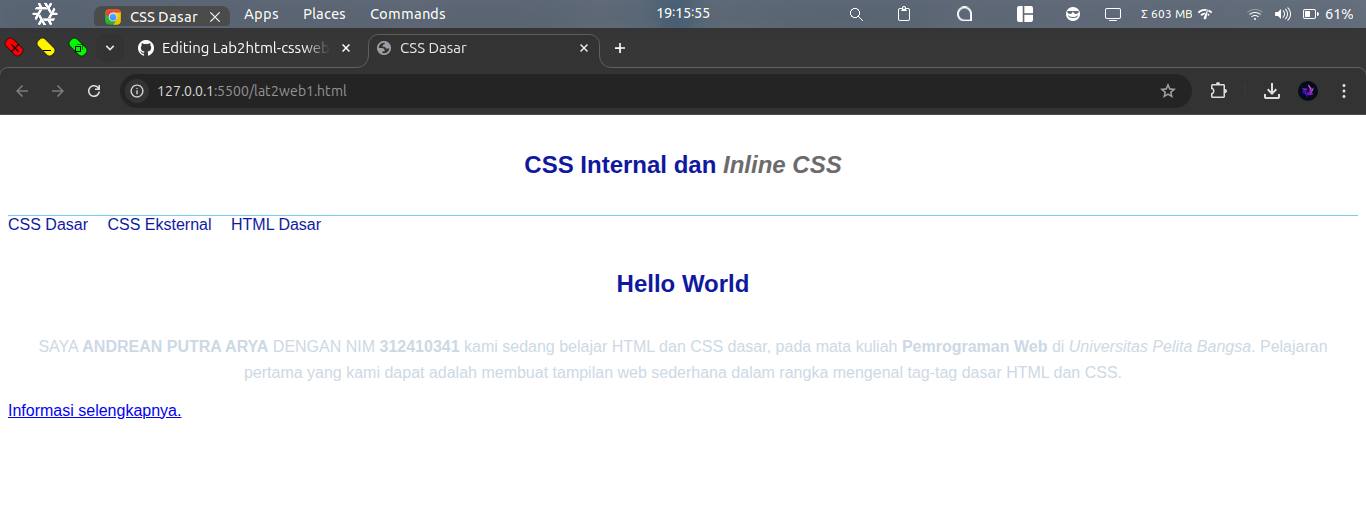 CSS Dasar Apps Places Commands 19:15:55 Σ 603 MB 61%
Editing Lab2html-cssweb CSS Dasar
127.0.0.1:5500/lat2web1.html
CSS Internal dan Inline CSS
CSS Dasar CSS Eksternal HTML Dasar
Hello World
SAYA ANDREAN PUTRA ARYA DENGAN NIM 312410341 kami sedang belajar HTML dan CSS dasar, pada mata kuliah Pemrograman Web di Universitas Pelita Bangsa. Pelajaran
pertama yang kami dapat adalah membuat tampilan web sederhana dalam rangka mengenal tag-tag dasar HTML dan CSS.
Informasi selengkapnya.